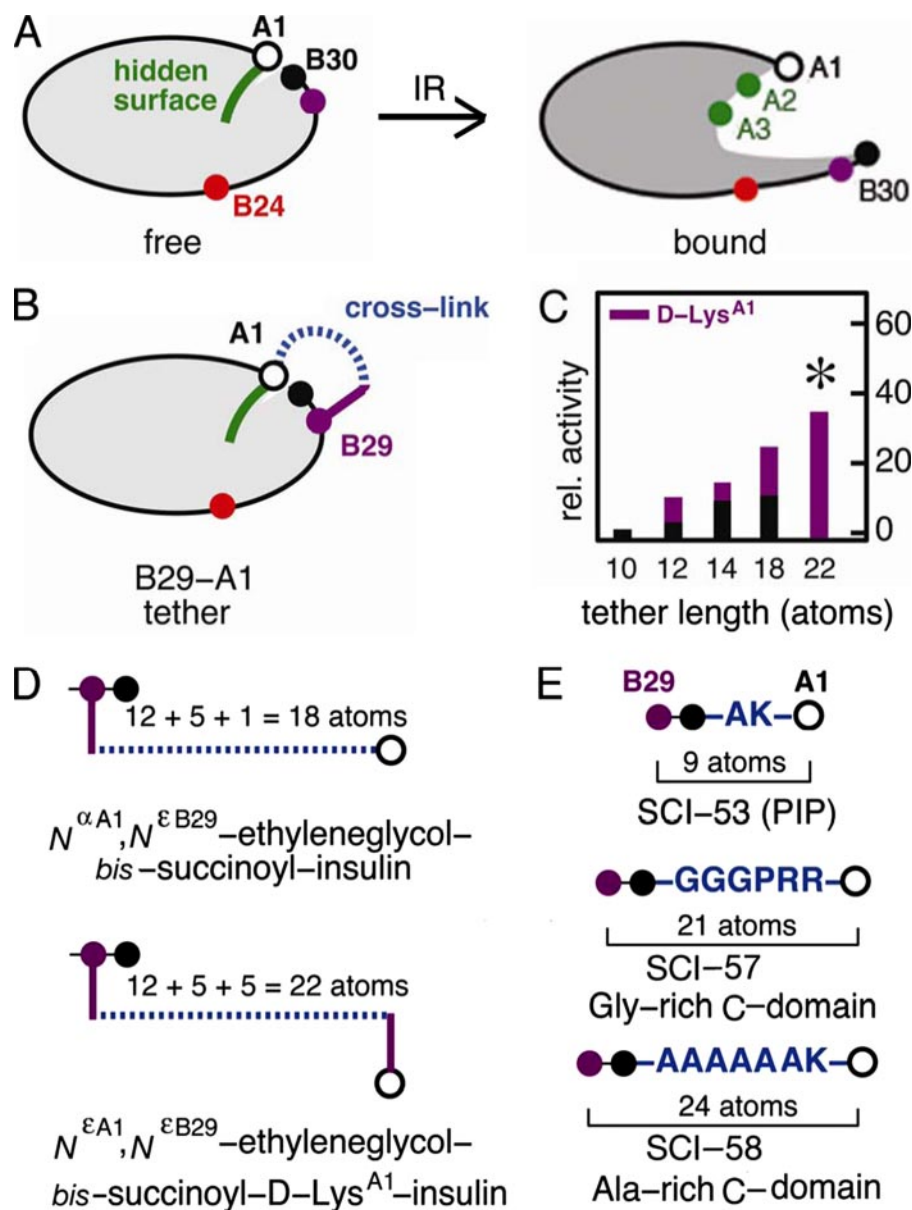 A
A1
B30
hidden
surface
B24
free
IR
A1
A2
A3
B30
bound
B
cross–link
A1
B29
B29–A1
tether
C
D–Lys^A1
60
40
20
0
rel. activity
*
10 12 14 18 22
tether length (atoms)
D
12 + 5 + 1 = 18 atoms
N^αA1,N^εB29–ethyleneglycol–
bis–succinoyl–insulin
12 + 5 + 5 = 22 atoms
N^εA1,N^εB29–ethyleneglycol–
bis–succinoyl–D–Lys^A1–insulin
E
B29 A1
AK
9 atoms
SCI–53 (PIP)
GGGPRR
21 atoms
SCI–57
Gly–rich C–domain
AAAAAAK
24 atoms
SCI–58
Ala–rich C–domain